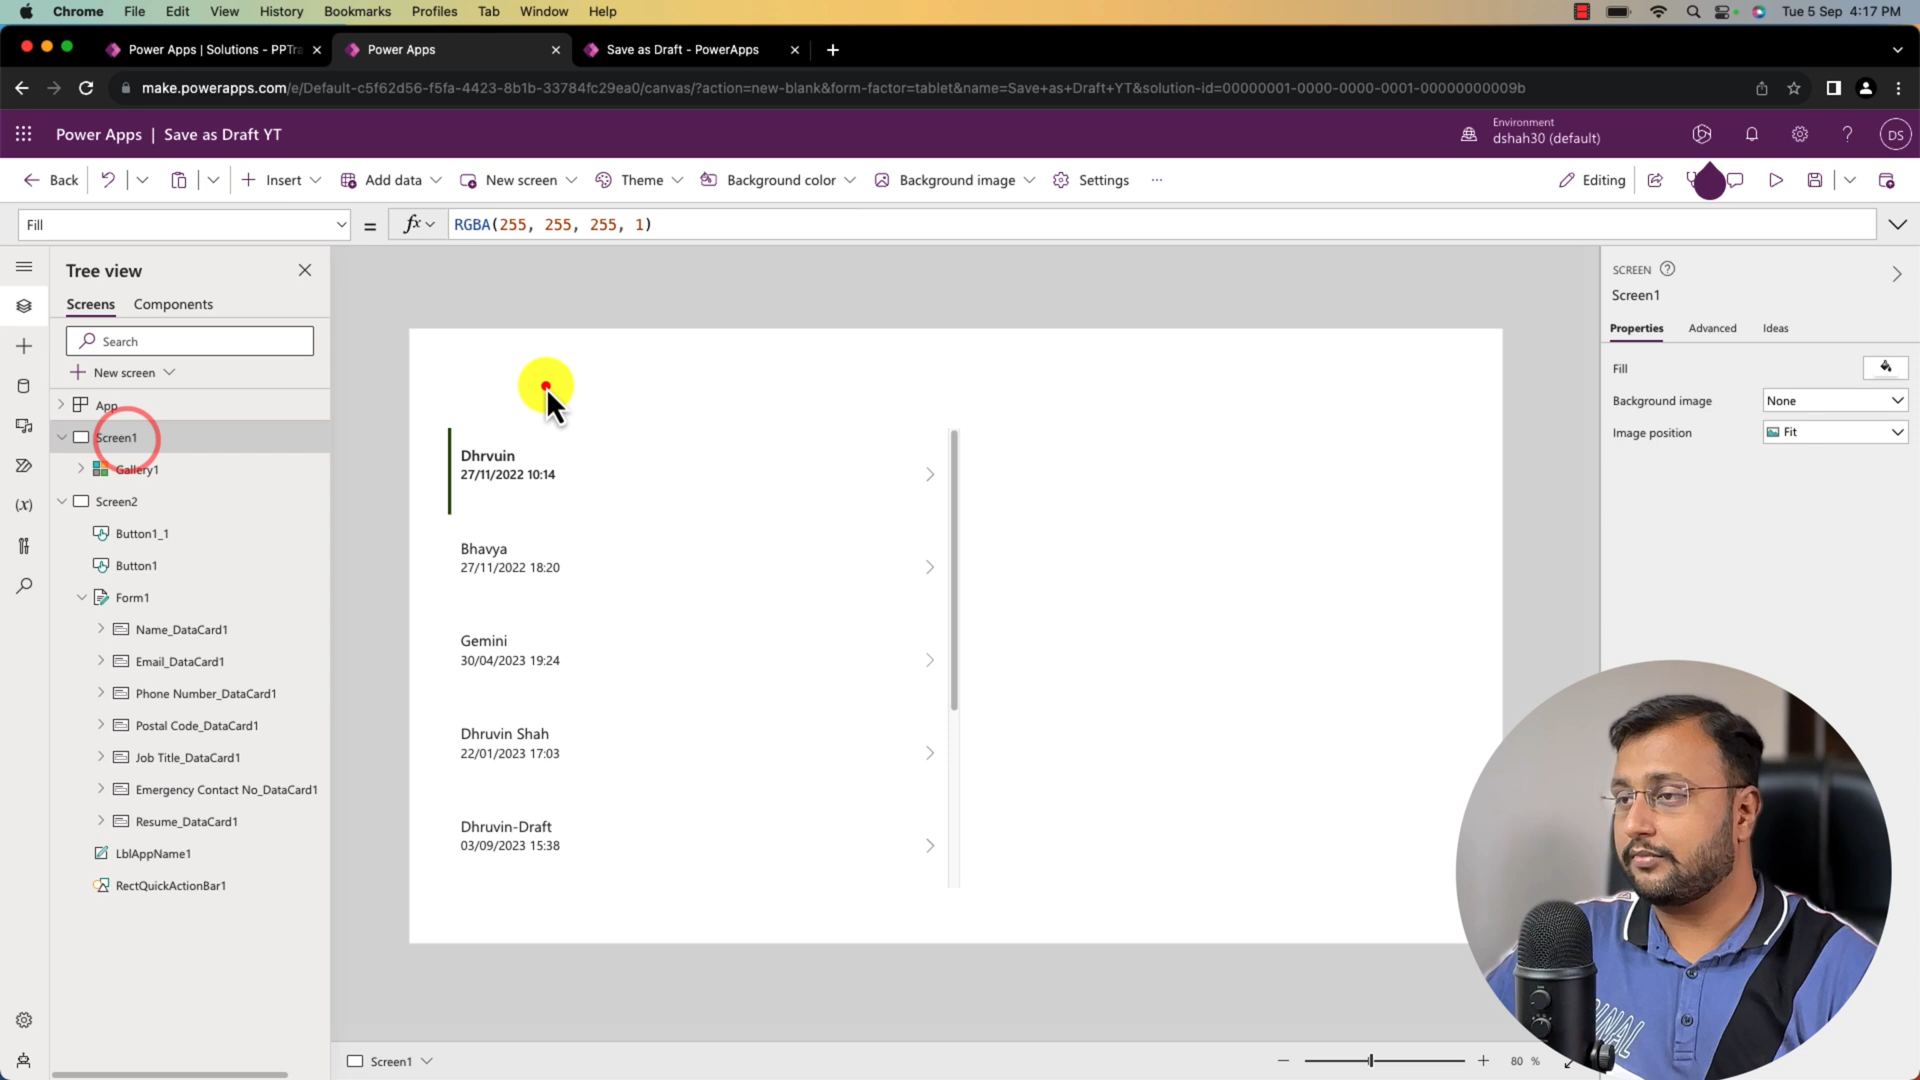 Chrome File Edit View History Bookmarks Profiles Tab Window Help Tue 5 Sep 4:17 PM
Power Apps | Solutions - PPTra Power Apps Save as Draft - PowerApps
make.powerapps.com/e/Default-c5f62d56-f5fa-4423-8b1b-33784fc29ea0/canvas/?action=new-blank&form-factor=tablet&name=Save+as+Draft+YT&solution-id=00000001-0000-0000-0001-00000000009b
Power Apps | Save as Draft YT
Environment
dshah30 (default)
DS
Back Insert Add data New screen Theme Background color Background image Settings ... Editing
Fill = fx RGBA(255, 255, 255, 1)
Tree view
Screens Components
Search
New screen
App
Screen1
Gallery1
Screen2
Button1_1
Button1
Form1
Name_DataCard1
Email_DataCard1
Phone Number_DataCard1
Postal Code_DataCard1
Job Title_DataCard1
Emergency Contact No_DataCard1
Resume_DataCard1
LblAppName1
RectQuickActionBar1
Dhrvuin
27/11/2022 10:14
Bhavya
27/11/2022 18:20
Gemini
30/04/2023 19:24
Dhruvin Shah
22/01/2023 17:03
Dhruvin-Draft
03/09/2023 15:38
SCREEN
Screen1
Properties Advanced Ideas
Fill
Background image None
Image position Fit
Screen1
80 %